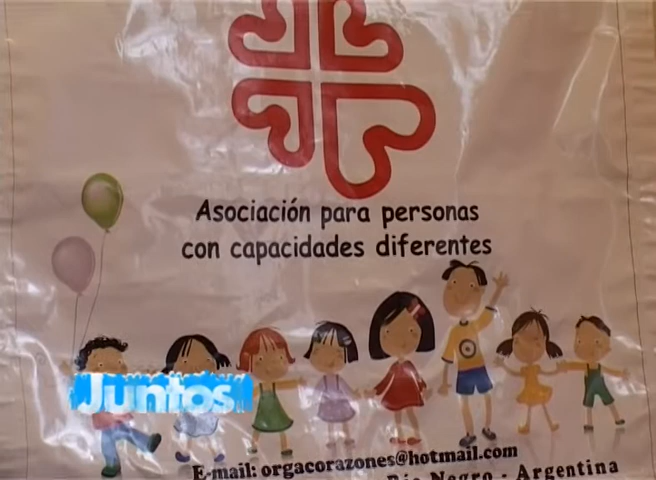 Asociación para personas
con capacidades diferentes
Juntos
E-mail: orgacorazones@hotmail.com
Río Negro - Argentina